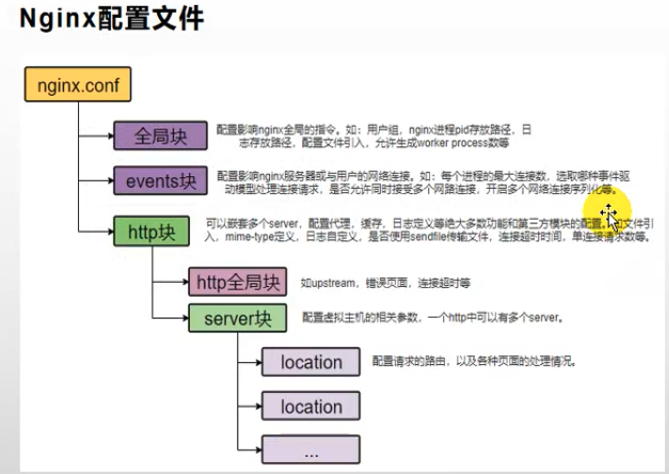 Nginx配置文件
nginx.conf
全局块
配置影响nginx全局的指令。如：用户组，nginx进程pid存放路径，日
志存放路径，配置文件引入，允许生成worker process数等
events块
配置影响nginx服务器或与用户的网络连接。如：每个进程的最大连接数，选取哪种事件驱
动模型处理连接请求，是否允许同时接受多个网路连接，开启多个网络连接序列化等。
http块
可以嵌套多个server，配置代理，缓存，日志定义等绝大多数功能和第三方模块的配置。如文件引
入，mime-type定义，日志自定义，是否使用sendfile传输文件，连接超时时间，单连接请求数等。
http全局块
如upstream，错误页面，连接超时等
server块
配置虚拟主机的相关参数，一个http中可以有多个server。
location
配置请求的路由，以及各种页面的处理情况。
location
...